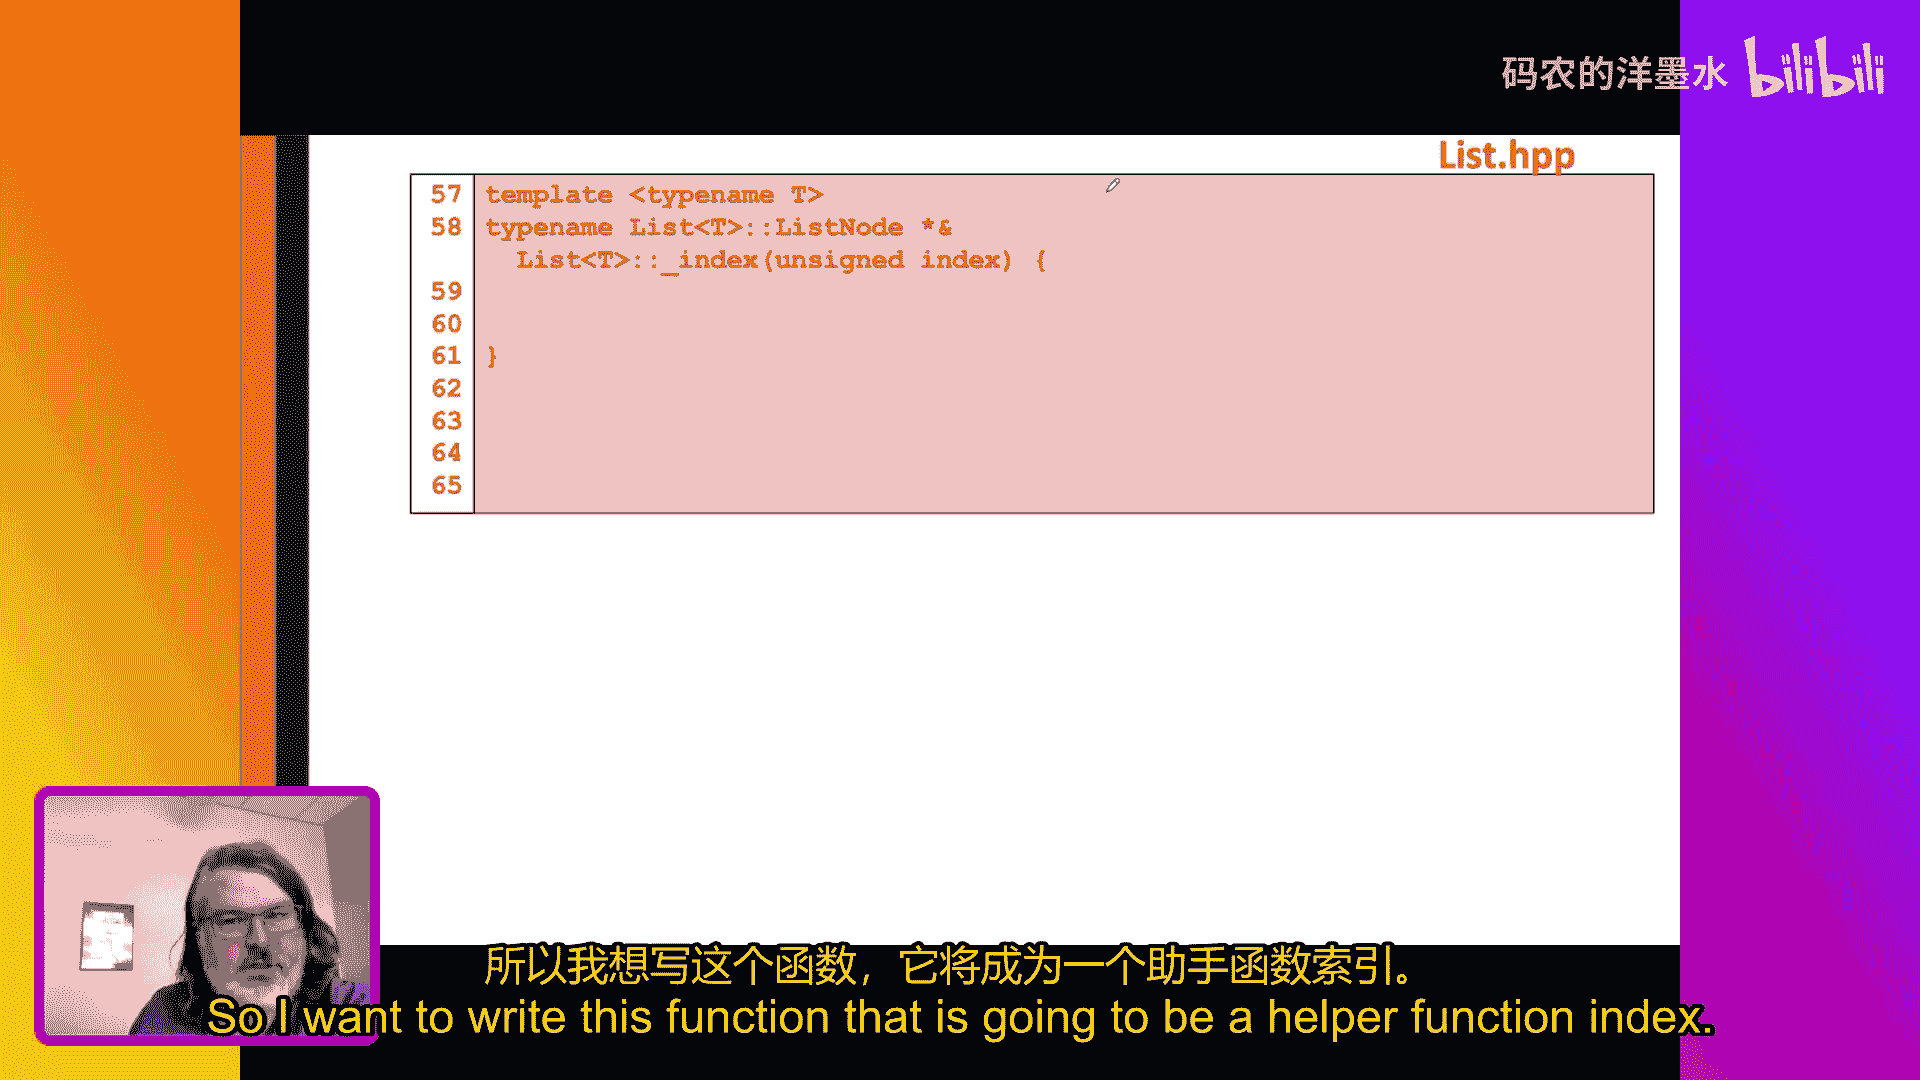 码农的洋墨水 bilibili
List.hpp
57 template <typename T>
58 typename List<T>::ListNode *&
List<T>::_index(unsigned index) {
59
60
61 }
62
63
64
65
所以我想写这个函数，它将成为一个助手函数索引。
So I want to write this function that is going to be a helper function index.